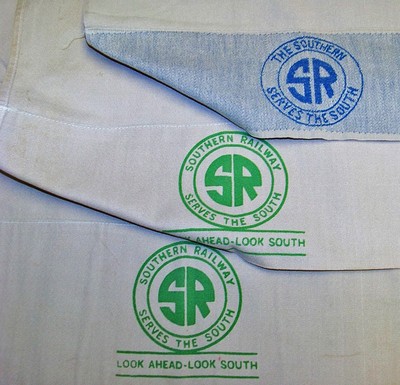 THE SOUTHERN
SR
SERVES THE SOUTH
SOUTHERN RAILWAY
SR
SERVES THE SOUTH
K AHEAD-LOOK SOUTH
SOUTHERN RAILWAY
SR
SERVES THE SOUTH
LOOK AHEAD-LOOK SOUTH